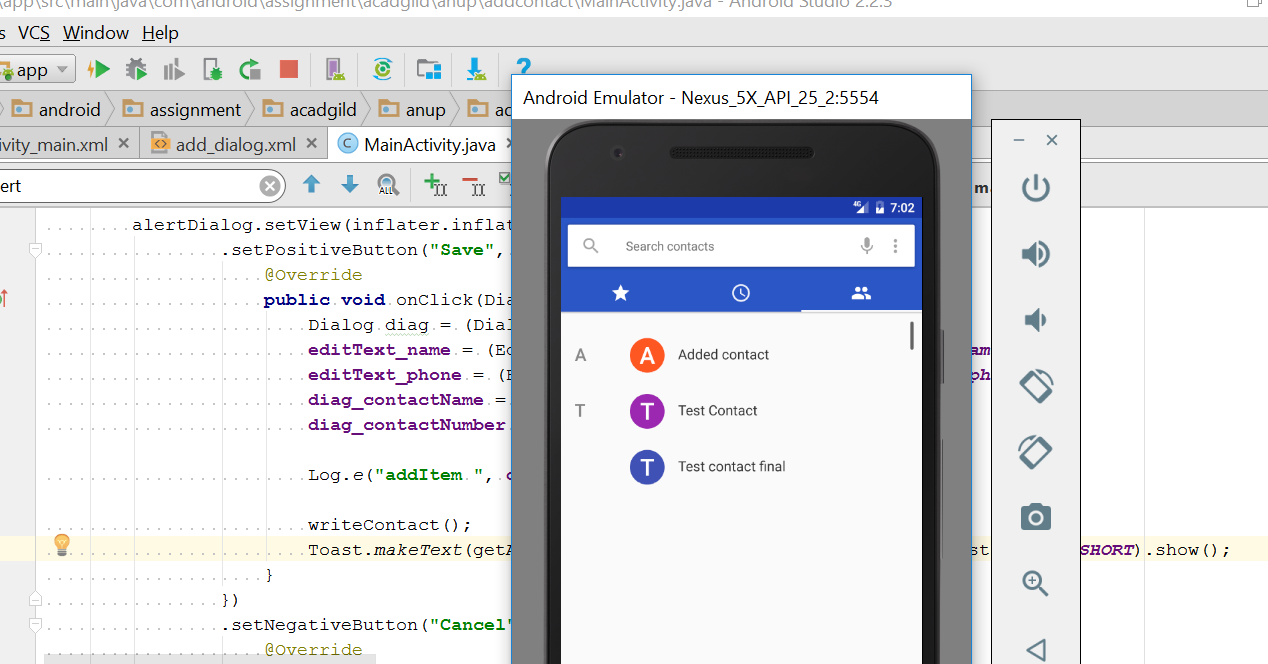 \app\src\main\java\com\android\assignment\acadgild\anup\addcontact\MainActivity.java - Android Studio 2.2.3
s VCS Window Help
app ?
android assignment acadgild anup
Android Emulator - Nexus_5X_API_25_2:5554
ivity_main.xml add_dialog.xml C MainActivity.java
ert ALL
alertDialog.setView(inflater.inflat
.setPositiveButton("Save",
@Override
public void onClick(Dia
Dialog diag = (Dial
editText_name = (Ed
editText_phone = (E
diag_contactName =
diag_contactNumber
Log.e("addItem ",
writeContact();
Toast.makeText(getA
SHORT).show();
}
})
.setNegativeButton("Cancel"
@Override
4G 7:02
Search contacts
A A Added contact
T T Test Contact
T Test contact final